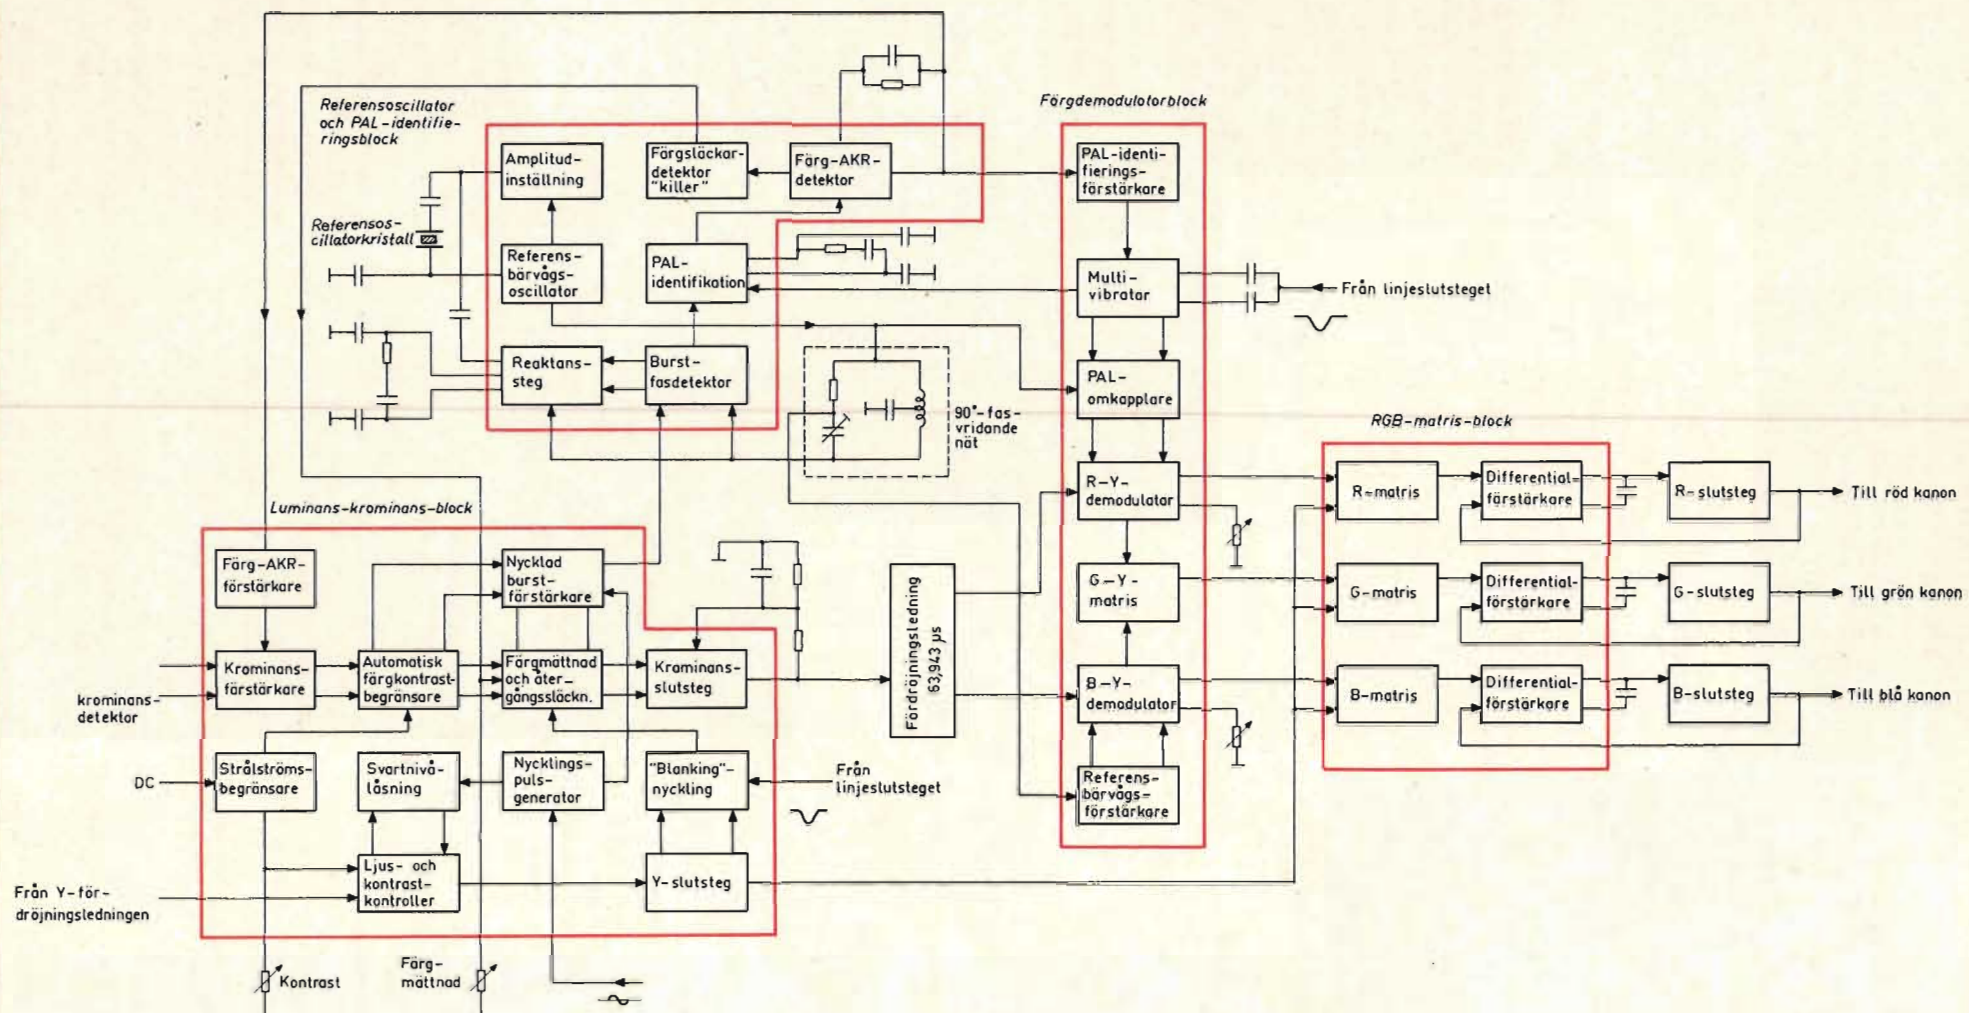 Referensoscillator
och PAL-identifie-
ringsblock
Amplitud-
inställning
Färgsläckar-
detektor
"killer"
Färg-AKR-
detektor
Referensos-
cillatorkristall
Referens-
bärvågs-
oscillator
PAL-
identifikation
Reaktans-
steg
Burst-
fasdetektor
90°-fas-
vridande
nät
Färgdemodulatorblock
PAL-identi-
fierings-
förstärkare
Multi-
vibrator
Från linjeslutsteget
PAL-
omkopplare
R-Y-
demodulator
G-Y-
matris
B-Y-
demodulator
Referens-
bärvågs-
förstärkare
RGB-matris-block
R-matris
Differential-
förstärkare
R-slutsteg
Till röd kanon
G-matris
Differential-
förstärkare
G-slutsteg
Till grön kanon
B-matris
Differential-
förstärkare
B-slutsteg
Till blå kanon
Luminans-krominans-block
Färg-AKR-
förstärkare
Nycklad
burst-
förstärkare
Krominans-
förstärkare
Automatisk
färgkontrast-
begränsare
Färgmättnad
och åter-
gångssläckn.
Krominans-
slutsteg
krominans-
detektor
Fördröjningsledning
63,943 µs
DC
Strålströms-
begränsare
Svartnivå-
låsning
Nycklings-
puls-
generator
"Blanking"-
nyckling
Från
linjeslutsteget
Ljus- och
kontrast-
kontroller
Y-slutsteg
Från Y-för-
dröjningsledningen
Kontrast
Färg-
mättnad